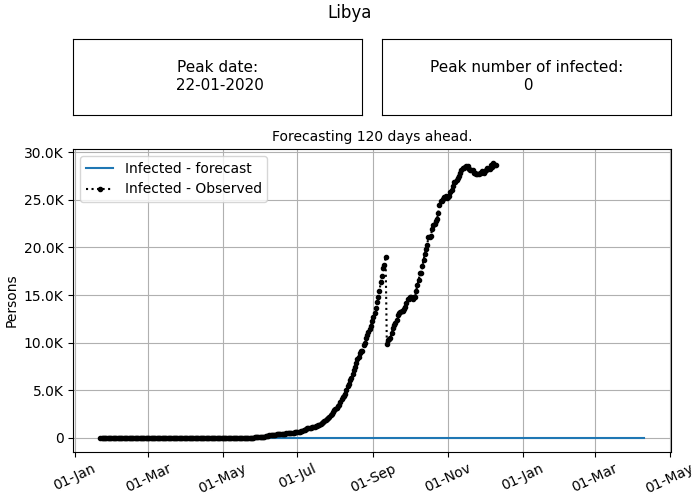 Libya
Peak date:
22-01-2020
Peak number of infected:
0
Forecasting 120 days ahead.
30.0K
25.0K
20.0K
15.0K
10.0K
5.0K
0
Persons
Infected - forecast
Infected - Observed
01-Jan
01-Mar
01-May
01-Jul
01-Sep
01-Nov
01-Jan
01-Mar
01-May